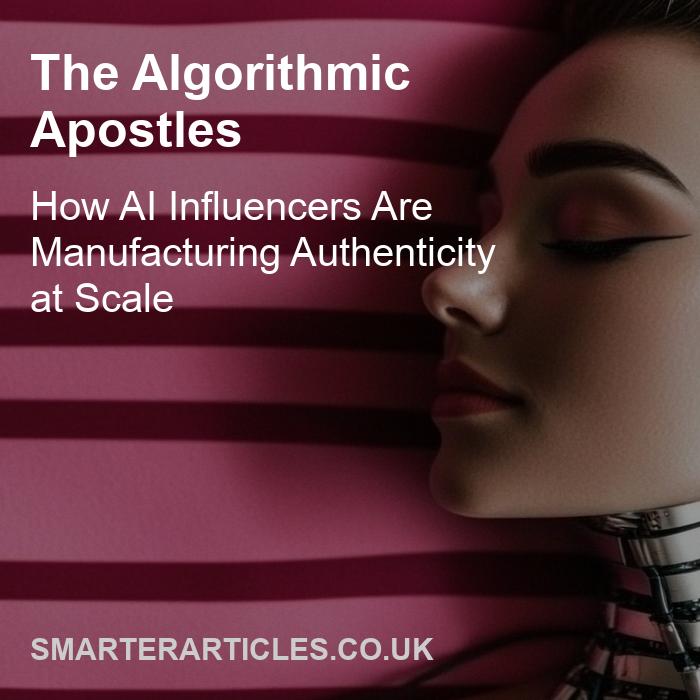 The Algorithmic
Apostles
How AI Influencers Are
Manufacturing Authenticity
at Scale
SMARTERARTICLES.CO.UK